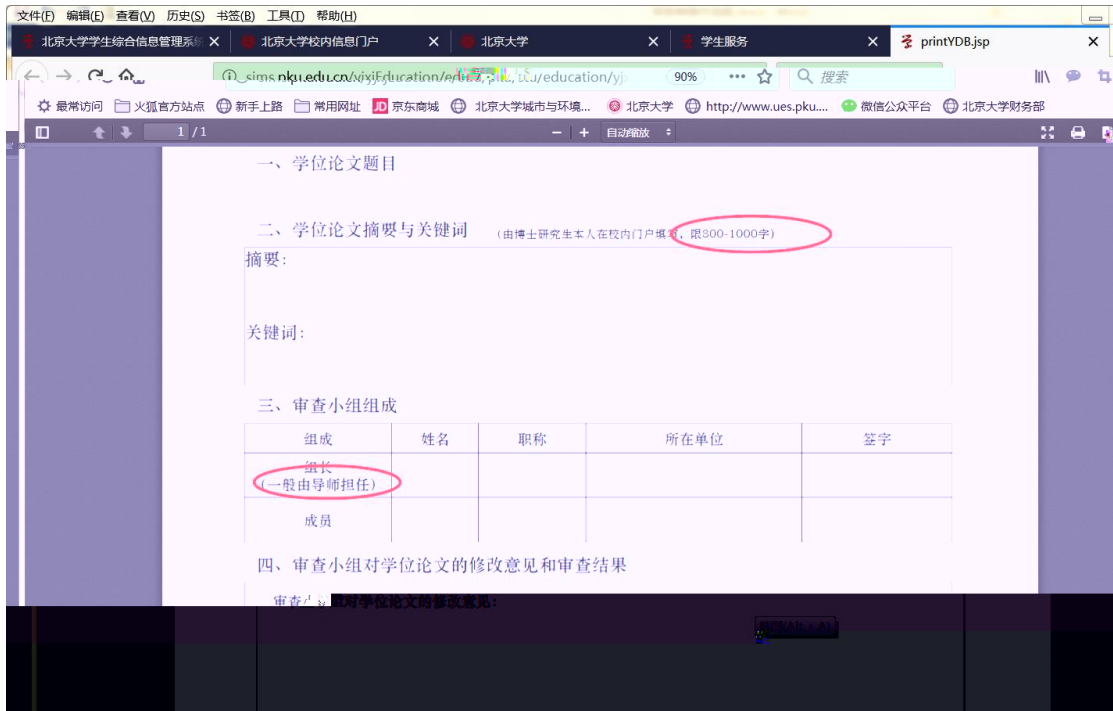 文件(F) 编辑(E) 查看(V) 历史(S) 书签(B) 工具(T) 帮助(H)
北京大学学生综合信息管理系统 × 北京大学校内信息门户 × 北京大学 × 学生服务 × printYDB.jsp ×
sims.pku.edu.cn 90% ··· 搜索
最常访问 火狐官方站点 新手上路 常用网址 JD 京东商城 北京大学城市与环境... 北京大学 http://www.ues.pku.... 微信公众平台 北京大学财务部
1 / 1 − + 自动缩放
一、学位论文题目
二、学位论文摘要与关键词 (由博士研究生本人在校内门户填写，限800-1000字)
摘要:
关键词:
三、审查小组组成
组成 姓名 职称 所在单位 签字
组长
(一般由导师担任)
成员
四、审查小组对学位论文的修改意见和审查结果
审查小组对学位论文的修改意见: